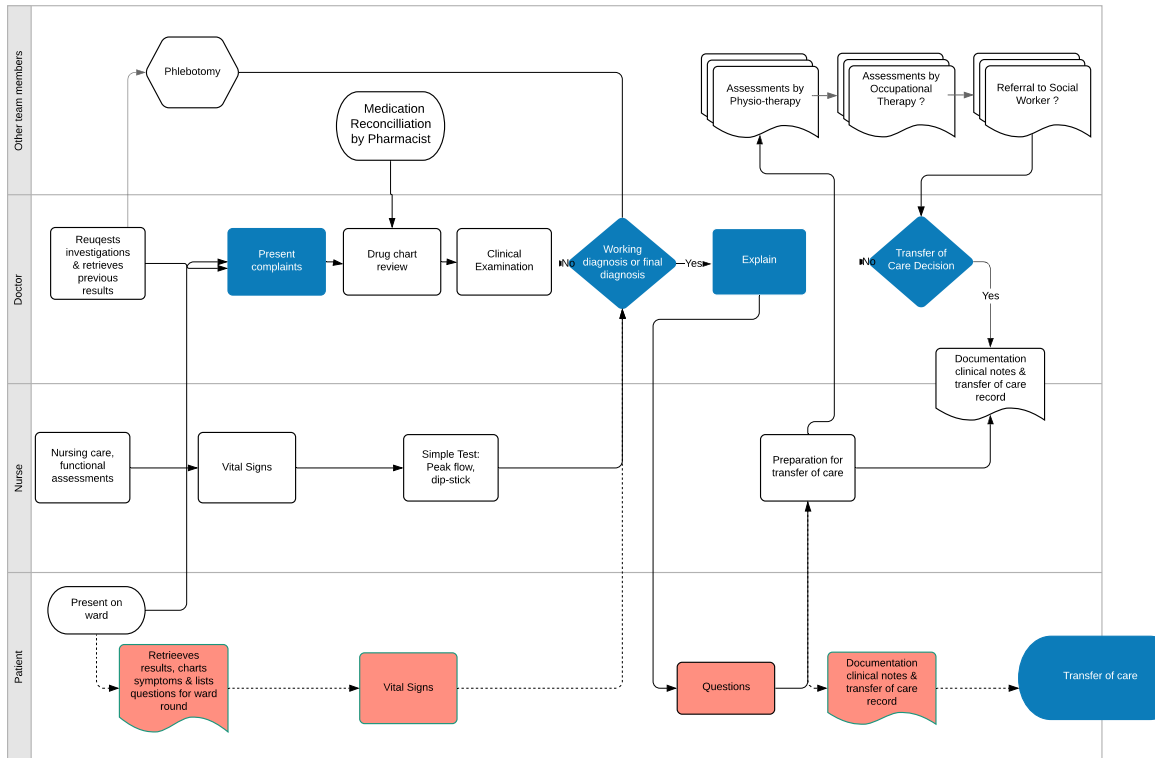 Other team members
Phlebotomy
Medication
Reconcilliation
by Pharmacist
Assessments by
Physio-therapy
Assessments by
Occupational
Therapy ?
Referral to Social
Worker ?
Doctor
Reuqests
investigations
& retrieves
previous
results
Present
complaints
Drug chart
review
Clinical
Examination
No
Working
diagnosis or final
diagnosis
Yes
Explain
No
Transfer of
Care Decision
Yes
Documentation
clinical notes &
transfer of care
record
Nurse
Nursing care,
functional
assessments
Vital Signs
Simple Test:
Peak flow,
dip-stick
Preparation for
transfer of care
Patient
Present on
ward
Retrieeves
results, charts
symptoms & lists
questions for ward
round
Vital Signs
Questions
Documentation
clinical notes &
transfer of care
record
Transfer of care